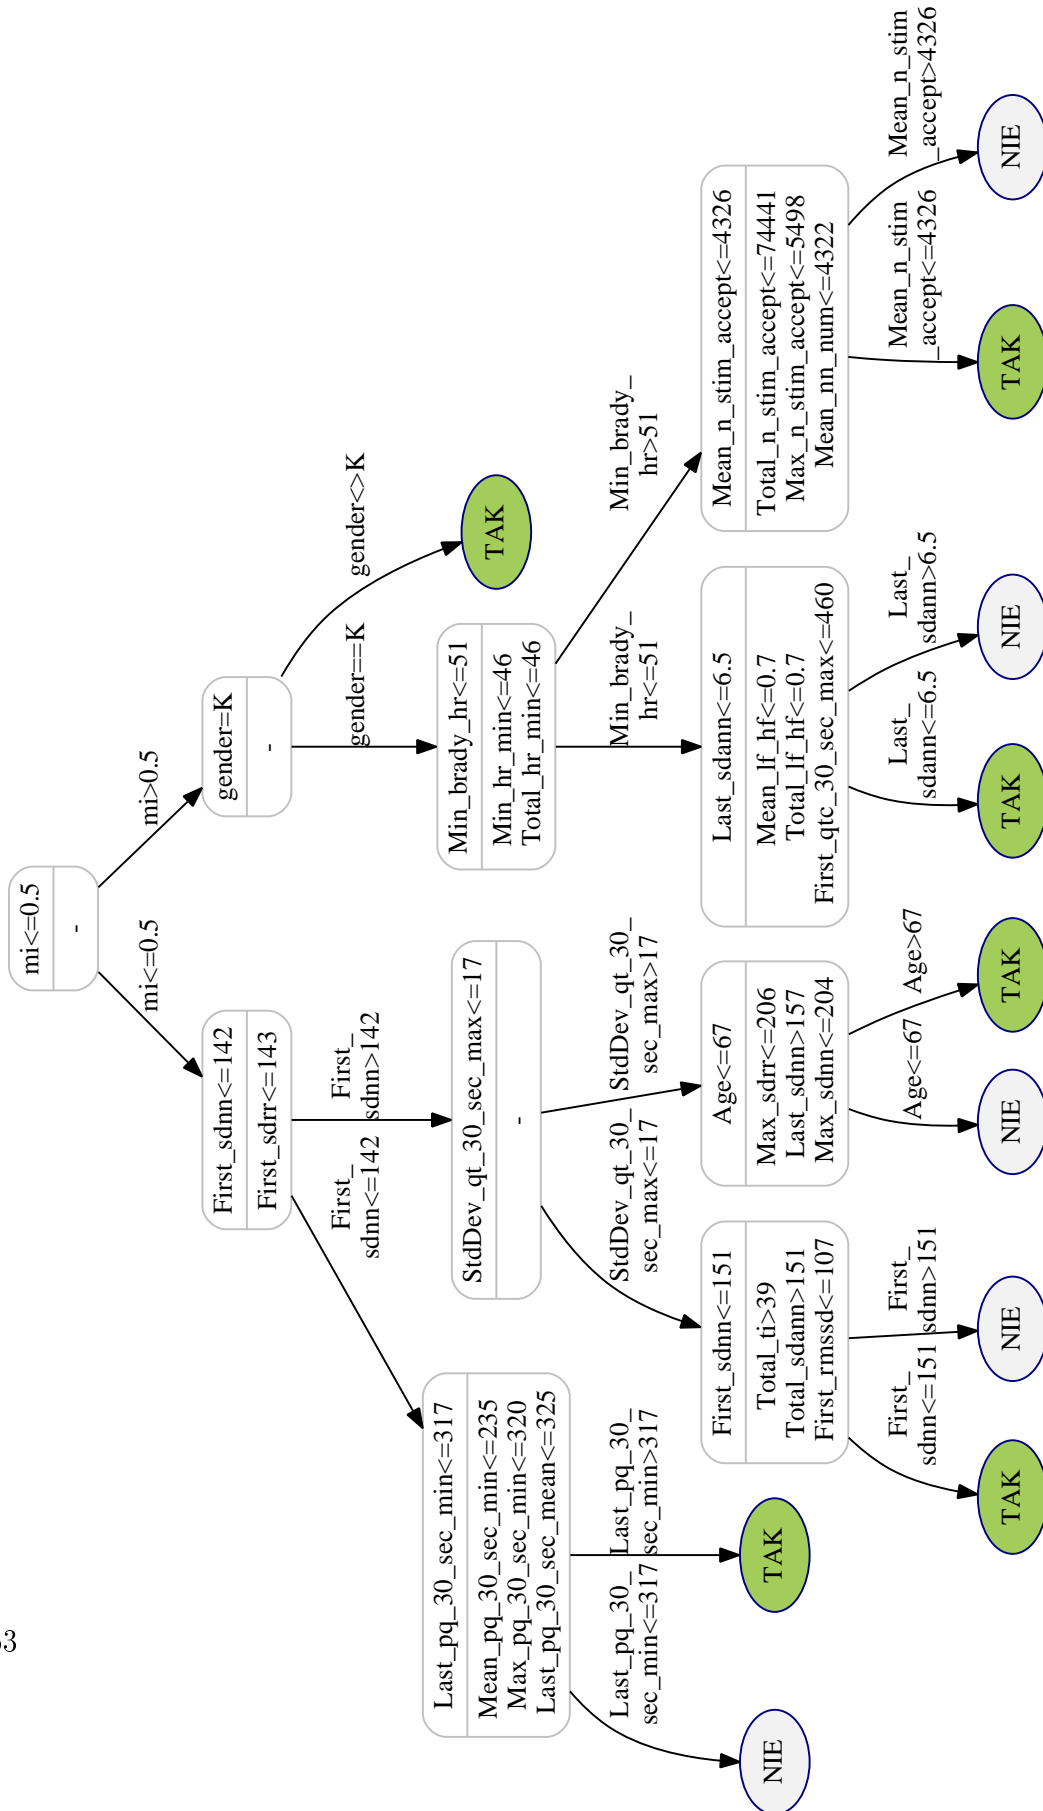 mi<=0.5
-
mi<=0.5
mi>0.5
First_sdnn<=142
First_sdrr<=143
gender=K
-
First_
sdnn<=142
First_
sdnn>142
gender==K
gender<>K
Last_pq_30_sec_min<=317
Mean_pq_30_sec_min<=235
Max_pq_30_sec_min<=320
Last_pq_30_sec_mean<=325
StdDev_qt_30_sec_max<=17
-
Min_brady_hr<=51
Min_hr_min<=46
Total_hr_min<=46
TAK
Last_pq_30_
sec_min<=317
Last_pq_30_
sec_min>317
StdDev_qt_30_
sec_max<=17
StdDev_qt_30_
sec_max>17
Min_brady_
hr<=51
Min_brady_
hr>51
NIE
TAK
First_sdnn<=151
Total_ti>39
Total_sdann>151
First_rmssd<=107
Age<=67
Max_sdrr<=206
Last_sdnn>157
Max_sdnn<=204
Last_sdann<=6.5
Mean_lf_hf<=0.7
Total_lf_hf<=0.7
First_qtc_30_sec_max<=460
Mean_n_stim_accept<=4326
Total_n_stim_accept<=74441
Max_n_stim_accept<=5498
Mean_nn_num<=4322
First_
sdnn<=151
First_
sdnn>151
Age<=67
Age>67
Last_
sdann<=6.5
Last_
sdann>6.5
Mean_n_stim
_accept<=4326
Mean_n_stim
_accept>4326
TAK
NIE
NIE
TAK
TAK
NIE
TAK
NIE